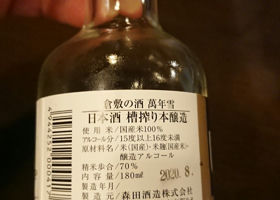 倉敷の酒 萬年雪
日本酒 槽搾り本醸造
使用米/国産米100%
アルコール分/15度以上16度未満
原材料名/米(国産)・米麹(国産米)・
醸造アルコール
精米歩合/70%
内容量/180ml
製造年月/
2020.8.
製造者/森田酒造株式会社